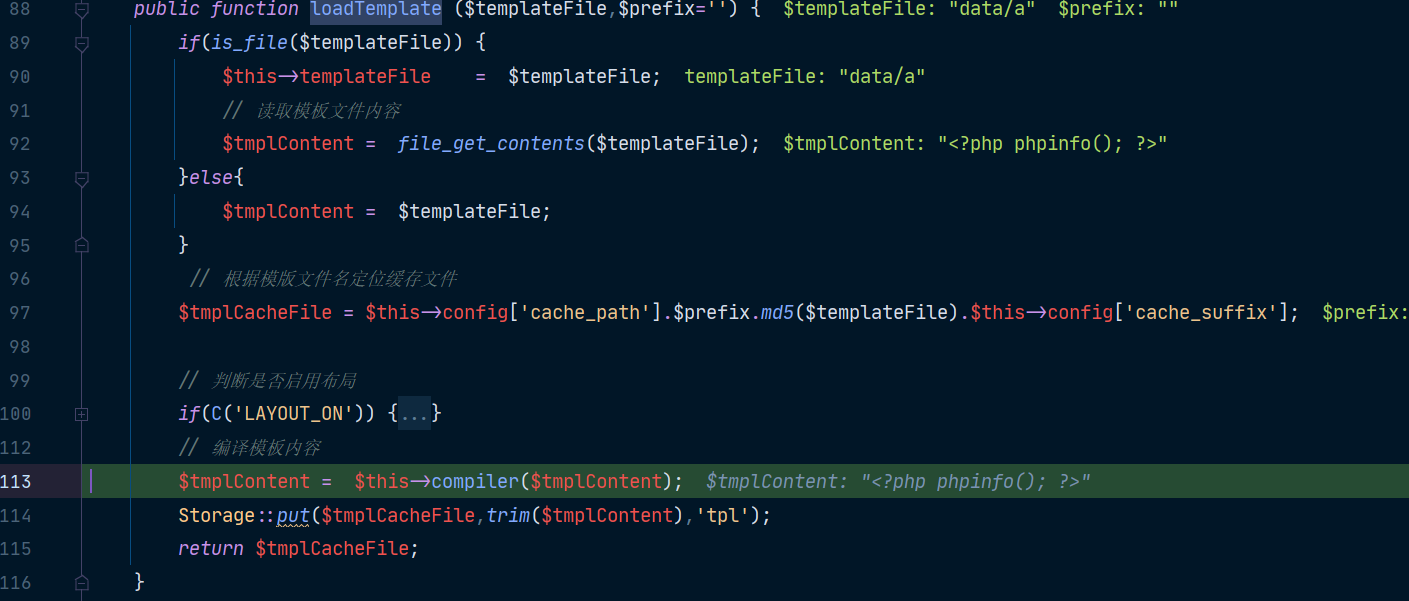 88 public function loadTemplate ($templateFile,$prefix='') { $templateFile: "data/a" $prefix: ""
89 if(is_file($templateFile)) {
90 $this->templateFile = $templateFile; templateFile: "data/a"
91 // 读取模板文件内容
92 $tmplContent = file_get_contents($templateFile); $tmplContent: "<?php phpinfo(); ?>"
93 }else{
94 $tmplContent = $templateFile;
95 }
96 // 根据模版文件名定位缓存文件
97 $tmplCacheFile = $this->config['cache_path'].$prefix.md5($templateFile).$this->config['cache_suffix']; $prefix:
98
99 // 判断是否启用布局
100 if(C('LAYOUT_ON')) {...}
112 // 编译模板内容
113 $tmplContent = $this->compiler($tmplContent); $tmplContent: "<?php phpinfo(); ?>"
114 Storage::put($tmplCacheFile,trim($tmplContent),'tpl');
115 return $tmplCacheFile;
116 }